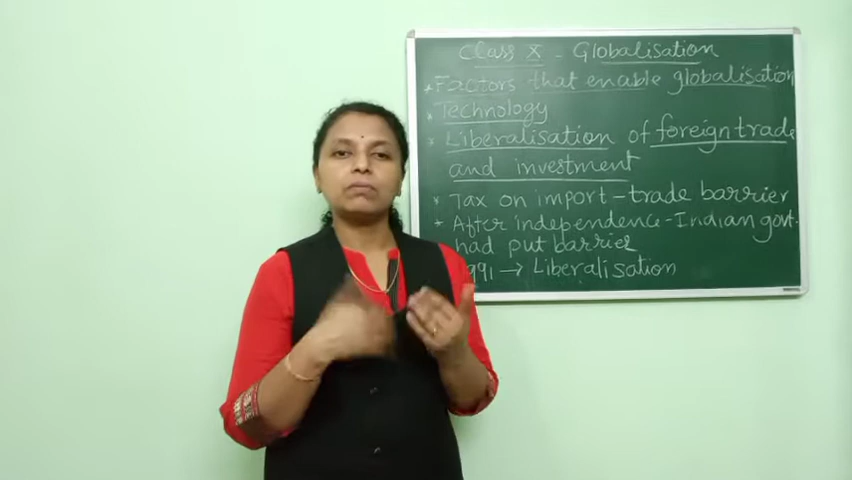 Class X - Globalisation
* Factors that enable globalisation
* Technology
* Liberalisation of foreign trade
and investment
* Tax on import - trade barrier
* After independence - Indian govt.
had put barrier
991 → Liberalisation